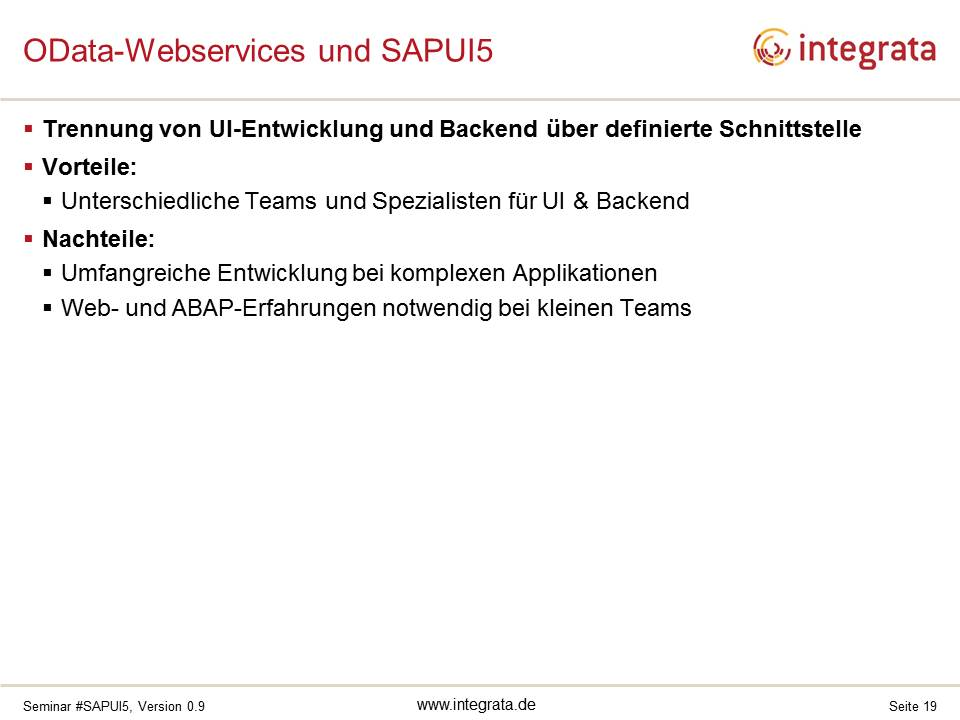 OData-Webservices und SAPUI5
integrata
Trennung von UI-Entwicklung und Backend über definierte Schnittstelle
Vorteile:
Unterschiedliche Teams und Spezialisten für UI & Backend
Nachteile:
Umfangreiche Entwicklung bei komplexen Applikationen
Web- und ABAP-Erfahrungen notwendig bei kleinen Teams
Seminar #SAPUI5, Version 0.9
www.integrata.de
Seite 19